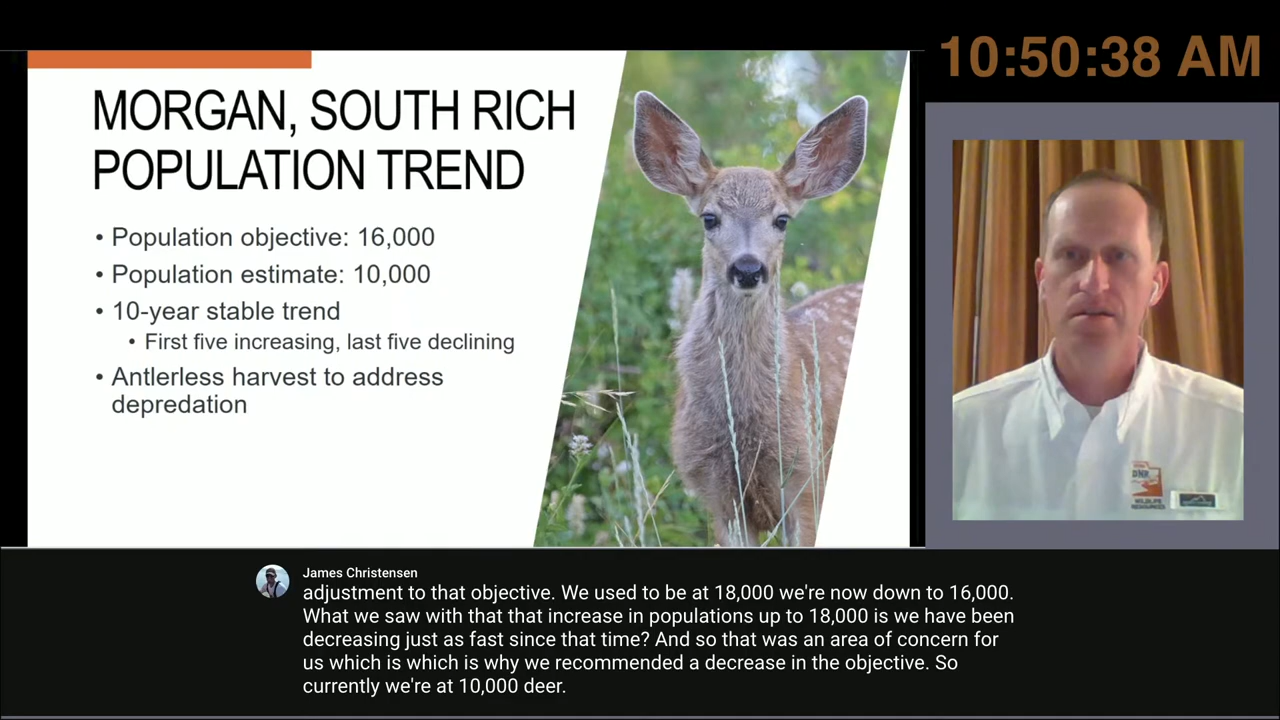 10:50:38 AM
MORGAN, SOUTH RICH
POPULATION TREND
• Population objective: 16,000
• Population estimate: 10,000
• 10-year stable trend
• First five increasing, last five declining
• Antlerless harvest to address
depredation
DNR
WILDLIFE
RESOURCES
James Christensen
adjustment to that objective. We used to be at 18,000 we're now down to 16,000.
What we saw with that that increase in populations up to 18,000 is we have been
decreasing just as fast since that time? And so that was an area of concern for
us which is which is why we recommended a decrease in the objective. So
currently we're at 10,000 deer.